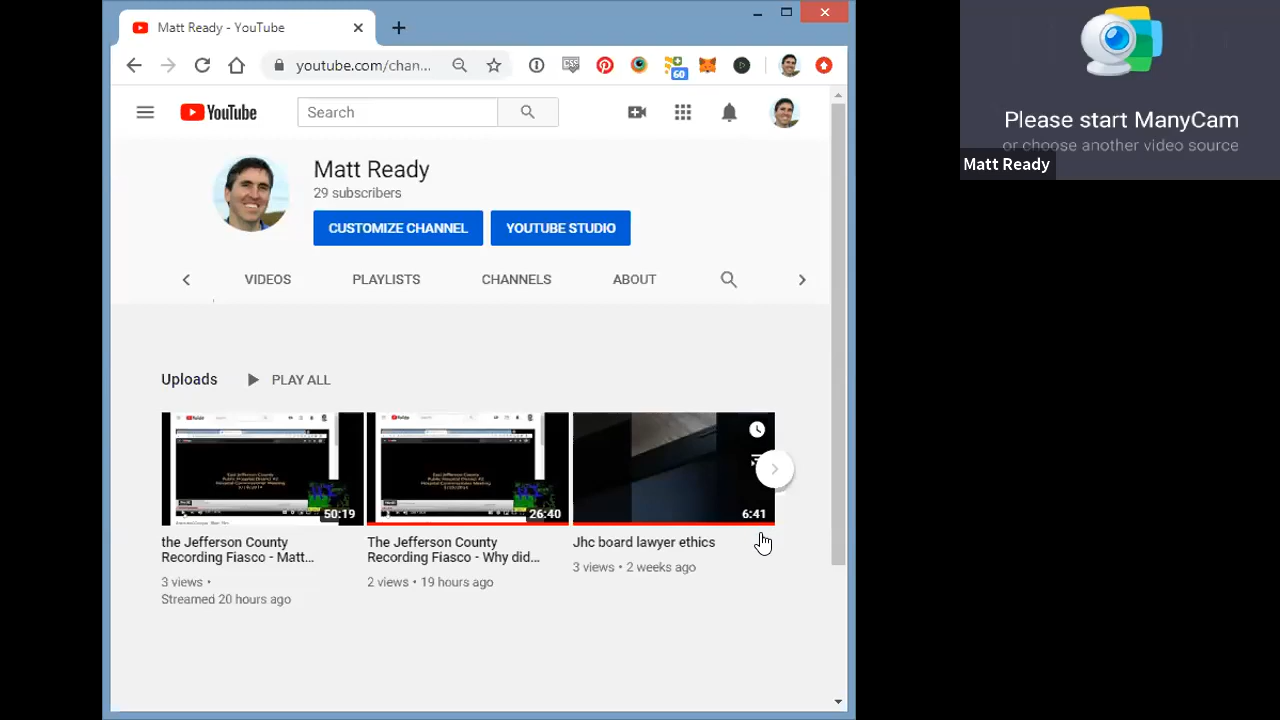 Matt Ready - YouTube
youtube.com/chan...
60
YouTube
Search
Matt Ready
29 subscribers
CUSTOMIZE CHANNEL
YOUTUBE STUDIO
VIDEOS
PLAYLISTS
CHANNELS
ABOUT
Uploads
PLAY ALL
50:19
26:40
6:41
the Jefferson County
Recording Fiasco - Matt...
3 views •
Streamed 20 hours ago
The Jefferson County
Recording Fiasco - Why did...
2 views • 19 hours ago
Jhc board lawyer ethics
3 views • 2 weeks ago
Please start ManyCam
or choose another video source
Matt Ready